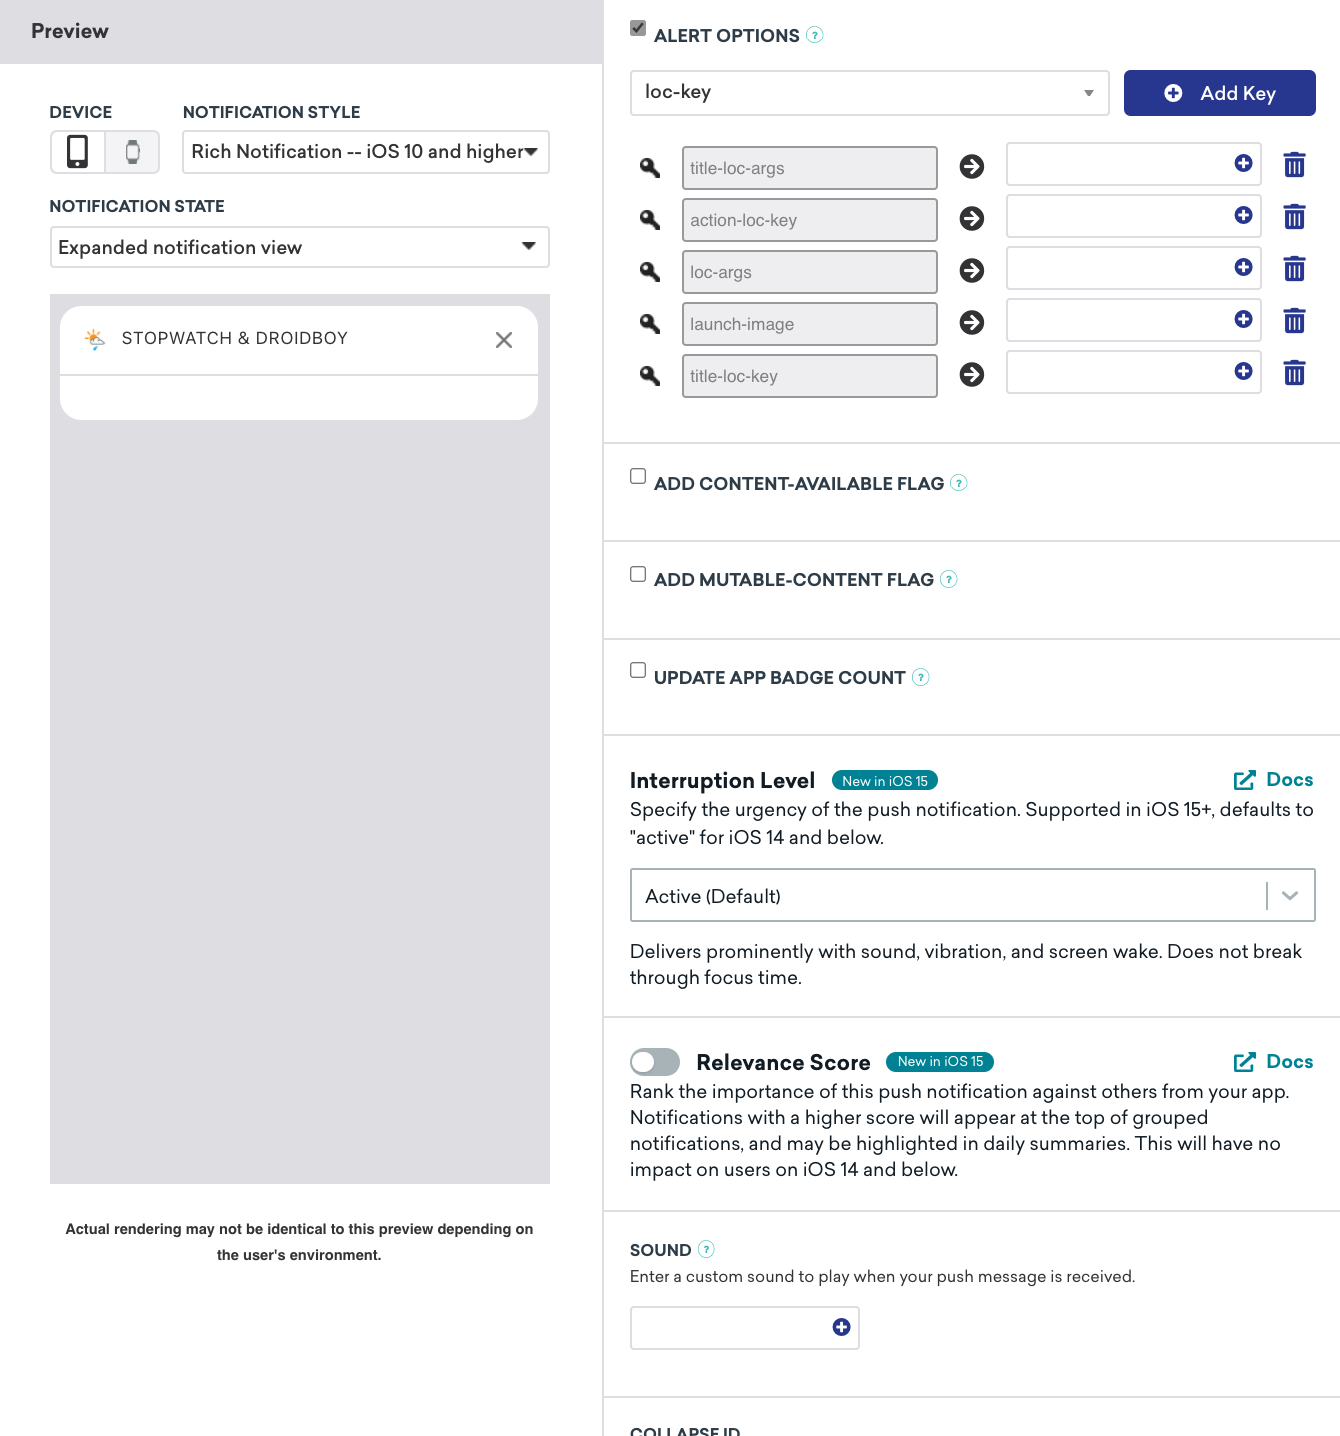 Preview
DEVICE
NOTIFICATION STYLE
Rich Notification -- iOS 10 and higher
NOTIFICATION STATE
Expanded notification view
STOPWATCH & DROIDBOY
Actual rendering may not be identical to this preview depending on
the user's environment.
ALERT OPTIONS ?
loc-key
Add Key
title-loc-args
action-loc-key
loc-args
launch-image
title-loc-key
ADD CONTENT-AVAILABLE FLAG ?
ADD MUTABLE-CONTENT FLAG ?
UPDATE APP BADGE COUNT ?
Interruption Level New in iOS 15 Docs
Specify the urgency of the push notification. Supported in iOS 15+, defaults to
"active" for iOS 14 and below.
Active (Default)
Delivers prominently with sound, vibration, and screen wake. Does not break
through focus time.
Relevance Score New in iOS 15 Docs
Rank the importance of this push notification against others from your app.
Notifications with a higher score will appear at the top of grouped
notifications, and may be highlighted in daily summaries. This will have no
impact on users on iOS 14 and below.
SOUND ?
Enter a custom sound to play when your push message is received.
COLLAPSE ID